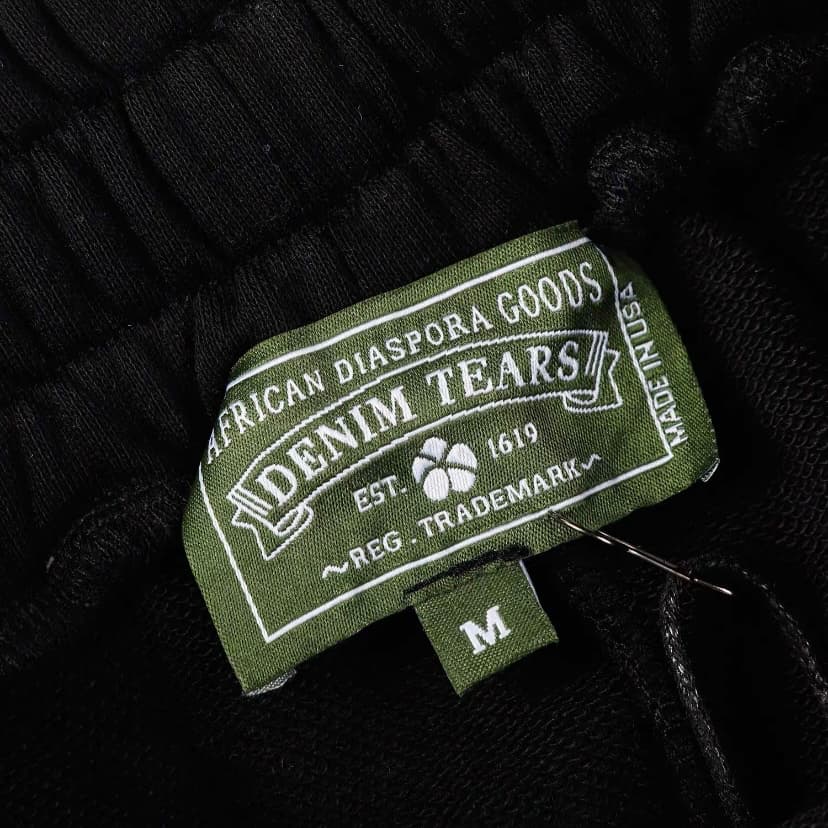 AFRICAN DIASPORA GOODS
DENIM TEARS
EST. 1619
~REG. TRADEMARK~
MADE IN USA
M